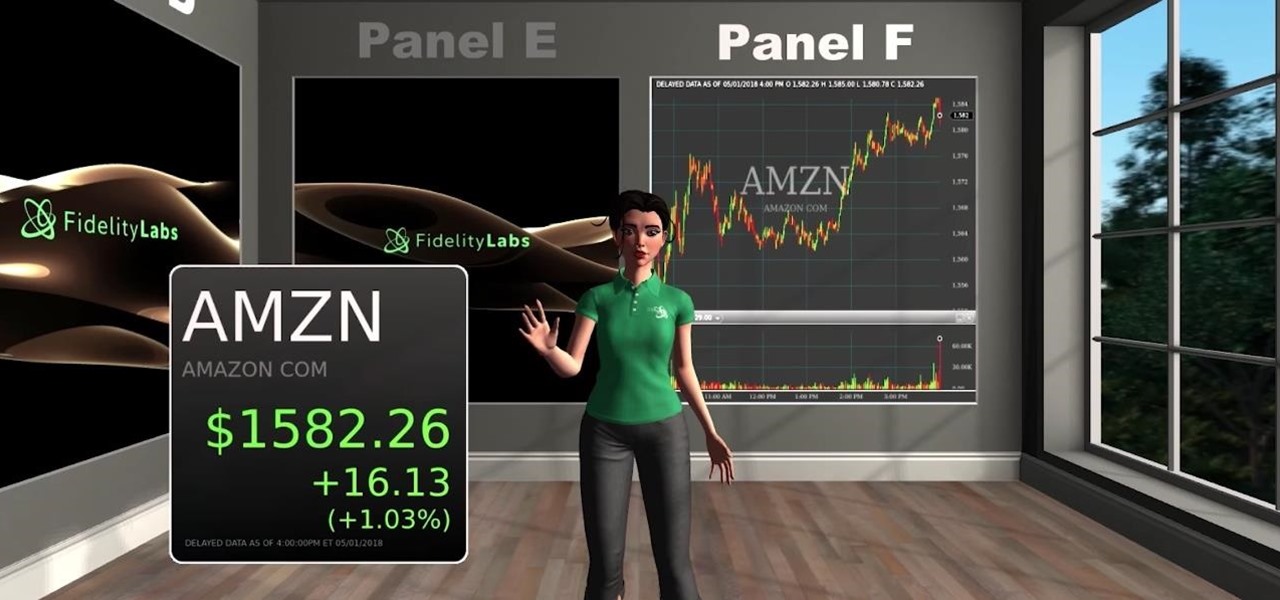 Panel E
Panel F
FidelityLabs
FidelityLabs
DELAYED DATA AS OF 05/01/2018 4:00 PM O 1,582.26 H 1,585.00 L 1,580.78 C 1,582.26
AMZN
AMAZON COM
1,584
1,582
1,580
1,576
1,572
1,568
1,564
1,560
1,556
29.00
60.00K
30.00K
11:00 AM 12:00 PM 1:00 PM 2:00 PM 3:00 PM
AMZN
AMAZON COM
$1582.26
+16.13
(+1.03%)
DELAYED DATA AS OF 4:00:00PM ET 05/01/2018